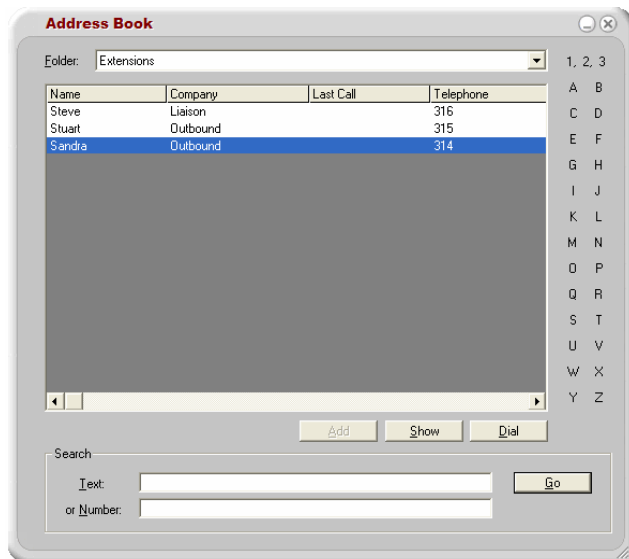 Address Book
Folder: Extensions
1, 2, 3
A B
C D
E F
G H
I J
K L
M N
O P
Q R
S T
U V
W X
Y Z
Name Company Last Call Telephone
Steve Liaison 316
Stuart Outbound 315
Sandra Outbound 314
Add Show Dial
Search
Text: Go
or Number: